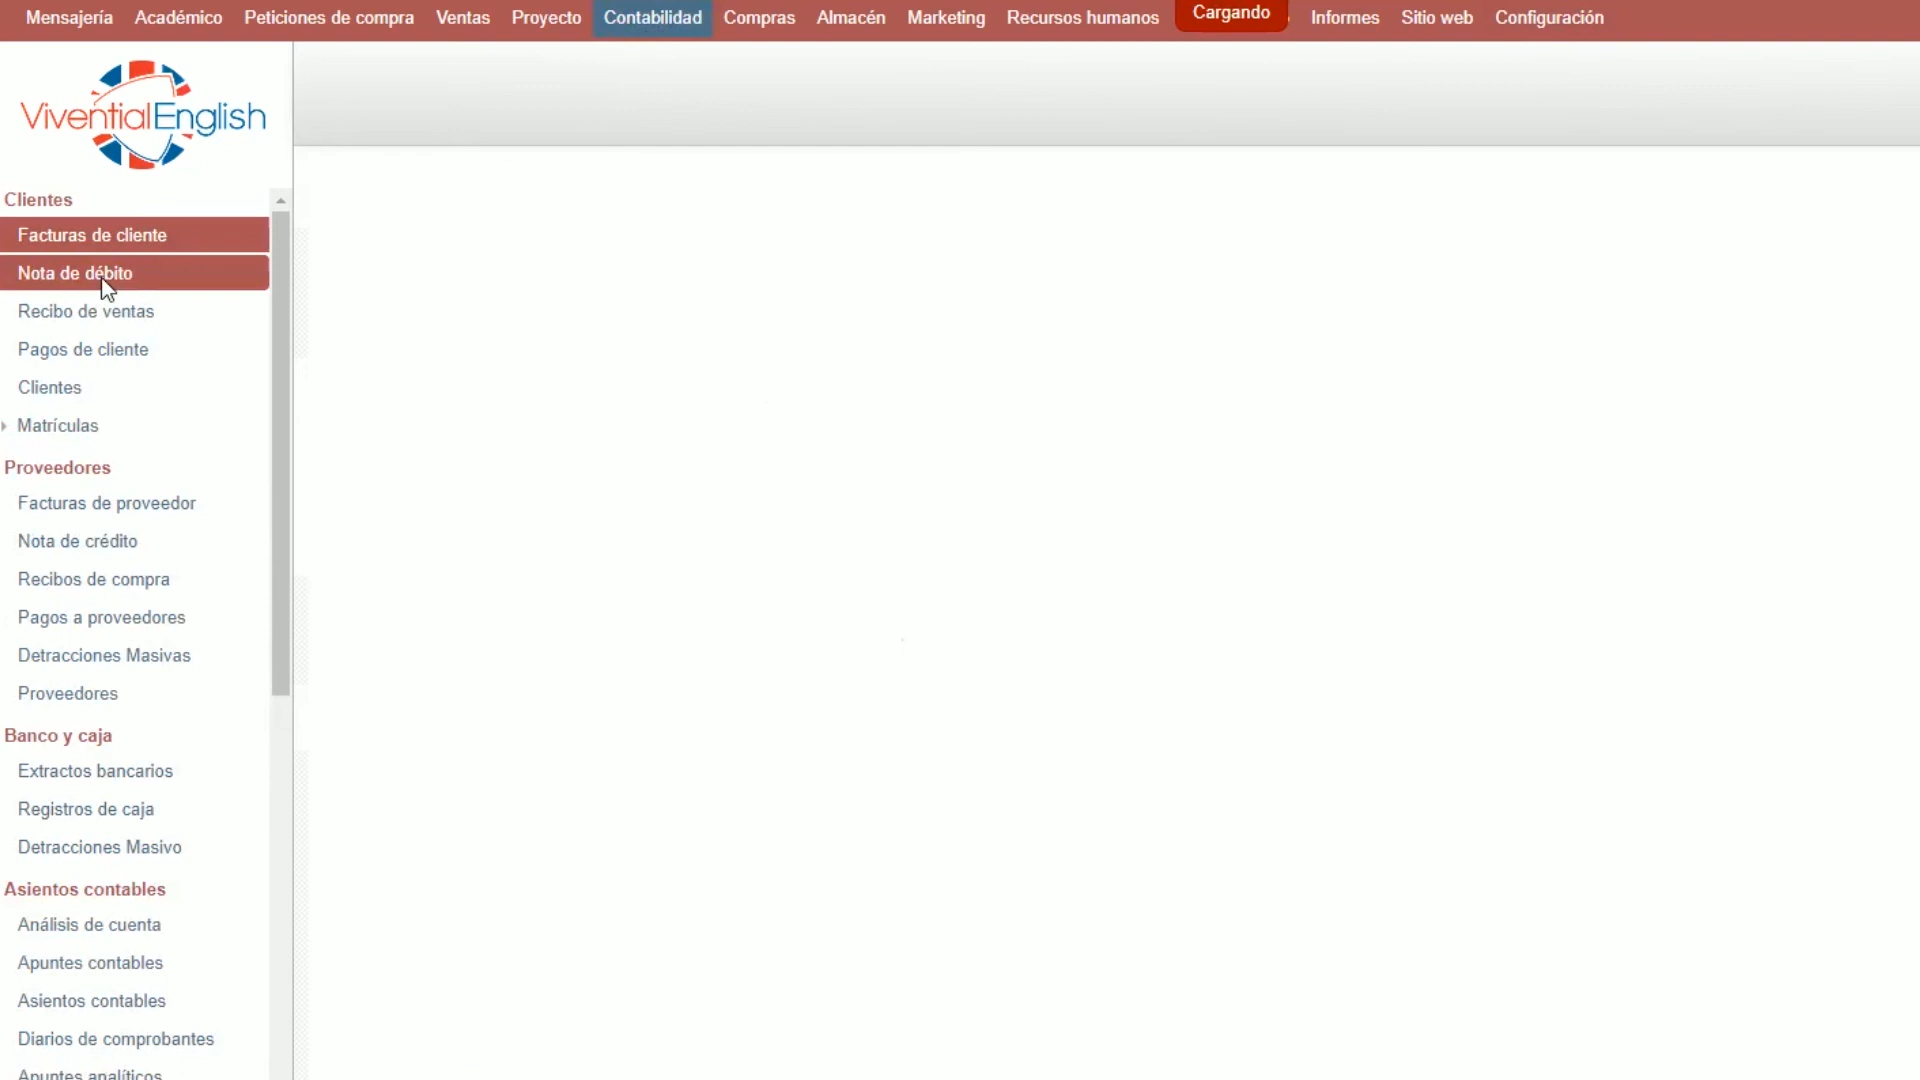 Mensajería Académico Peticiones de compra Ventas Proyecto Contabilidad Compras Almacén Marketing Recursos humanos Cargando Informes Sitio web Configuración
ViventialEnglish
Clientes
Facturas de cliente
Nota de débito
Recibo de ventas
Pagos de cliente
Clientes
Matrículas
Proveedores
Facturas de proveedor
Nota de crédito
Recibos de compra
Pagos a proveedores
Detracciones Masivas
Proveedores
Banco y caja
Extractos bancarios
Registros de caja
Detracciones Masivo
Asientos contables
Análisis de cuenta
Apuntes contables
Asientos contables
Diarios de comprobantes
Apuntes analíticos